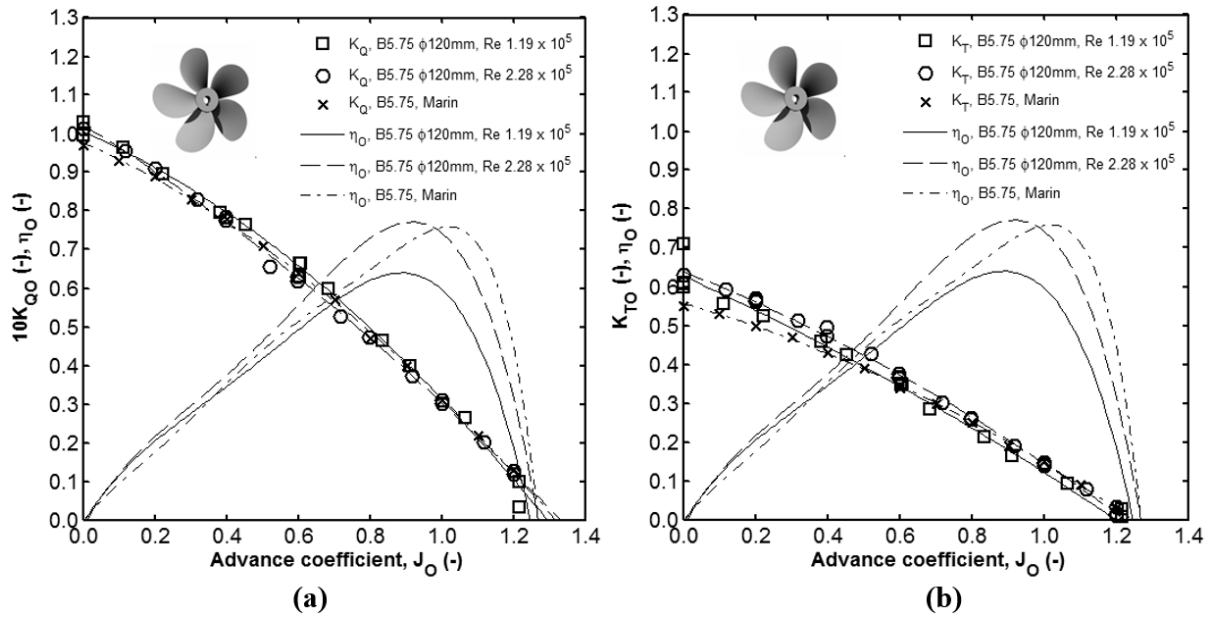 1.3
1.2
1.1
1.0
0.9
0.8
0.7
0.6
0.5
0.4
0.3
0.2
0.1
0.0
10K_QO (-), η_O (-)
K_Q, B5.75 ϕ120mm, Re 1.19 x 10^5
K_Q, B5.75 ϕ120mm, Re 2.28 x 10^5
K_Q, B5.75, Marin
η_O, B5.75 ϕ120mm, Re 1.19 x 10^5
η_O, B5.75 ϕ120mm, Re 2.28 x 10^5
η_O, B5.75, Marin
0.0 0.2 0.4 0.6 0.8 1.0 1.2 1.4
Advance coefficient, J_O (-)
(a)
1.3
1.2
1.1
1.0
0.9
0.8
0.7
0.6
0.5
0.4
0.3
0.2
0.1
0.0
K_TO (-), η_O (-)
K_T, B5.75 ϕ120mm, Re 1.19 x 10^5
K_T, B5.75 ϕ120mm, Re 2.28 x 10^5
K_T, B5.75, Marin
η_O, B5.75 ϕ120mm, Re 1.19 x 10^5
η_O, B5.75 ϕ120mm, Re 2.28 x 10^5
η_O, B5.75, Marin
0.0 0.2 0.4 0.6 0.8 1.0 1.2 1.4
Advance coefficient, J_O (-)
(b)